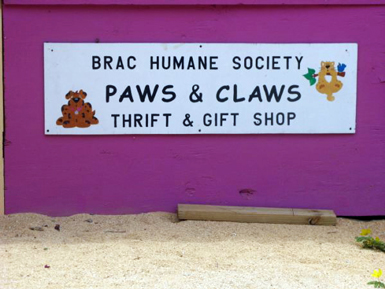 BRAC HUMANE SOCIETY
PAWS & CLAWS
THRIFT & GIFT SHOP